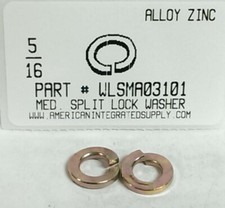 ALLOY ZINC
5
16
PART # WLSMA03101
MED. SPLIT LOCK WASHER
WWW.AMERICANINTEGRATEDSUPPLY.COM